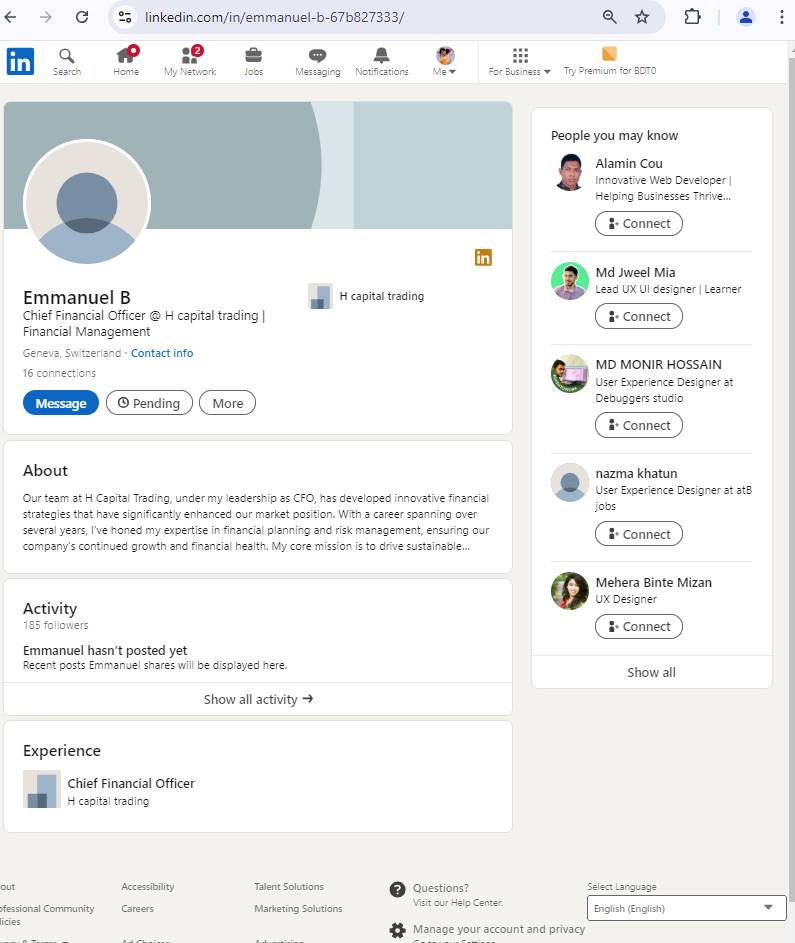 linkedin.com/in/emmanuel-b-67b827333/
in
Search
Home
2
My Network
Jobs
Messaging
Notifications
Me
For Business
Try Premium for BDT0
in
Emmanuel B
Chief Financial Officer @ H capital trading |
Financial Management
H capital trading
Geneva, Switzerland · Contact info
16 connections
Message
Pending
More
About
Our team at H Capital Trading, under my leadership as CFO, has developed innovative financial
strategies that have significantly enhanced our market position. With a career spanning over
several years, I've honed my expertise in financial planning and risk management, ensuring our
company's continued growth and financial health. My core mission is to drive sustainable...
Activity
185 followers
Emmanuel hasn't posted yet
Recent posts Emmanuel shares will be displayed here.
Show all activity →
Experience
Chief Financial Officer
H capital trading
People you may know
Alamin Cou
Innovative Web Developer |
Helping Businesses Thrive...
Connect
Md Jweel Mia
Lead UX UI designer | Learner
Connect
MD MONIR HOSSAIN
User Experience Designer at
Debuggers studio
Connect
nazma khatun
User Experience Designer at atB
jobs
Connect
Mehera Binte Mizan
UX Designer
Connect
Show all
out
ofessional Community
licies
Accessibility
Careers
Ad Choices
Talent Solutions
Marketing Solutions
Advertising
Questions?
Visit our Help Center.
Manage your account and privacy
Go to your Settings.
Select Language
English (English)